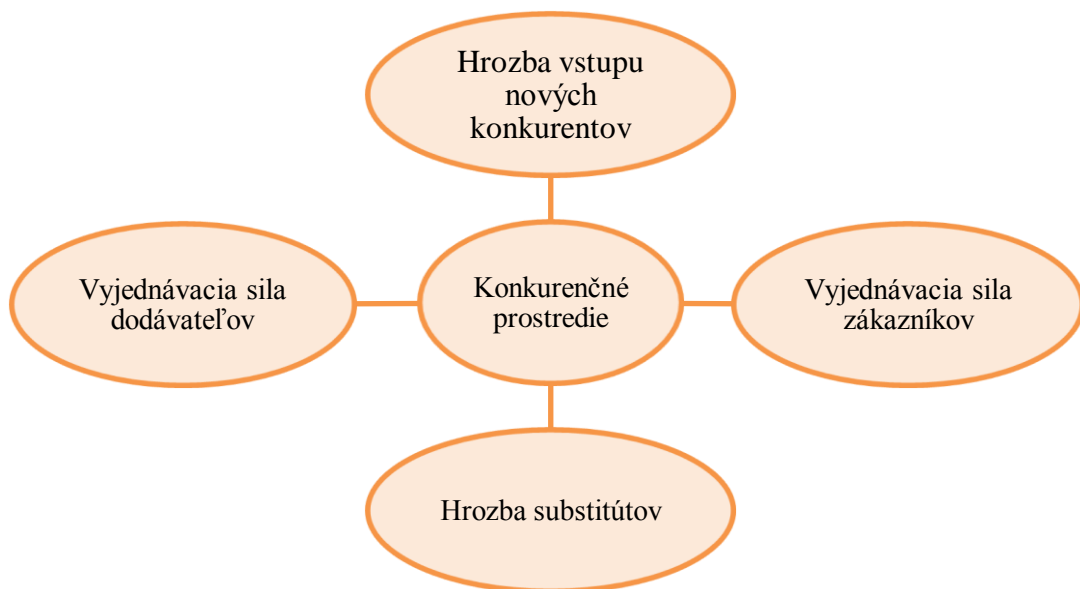 Hrozba vstupu
nových
konkurentov
Vyjednávacia sila
dodávateľov
Konkurenčné
prostredie
Vyjednávacia sila
zákazníkov
Hrozba substitútov